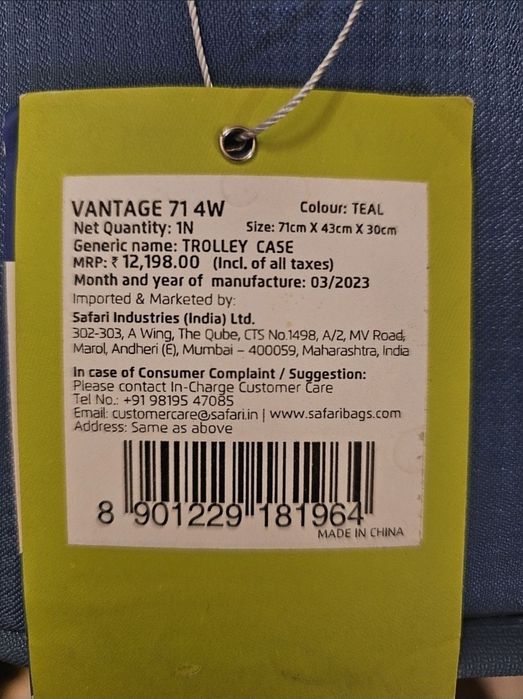 VANTAGE 71 4W Colour: TEAL
Net Quantity: 1N Size: 71cm X 43cm X 30cm
Generic name: TROLLEY CASE
MRP: ₹ 12,198.00 (Incl. of all taxes)
Month and year of manufacture: 03/2023
Imported & Marketed by:
Safari Industries (India) Ltd.
302-303, A Wing, The Qube, CTS No.1498, A/2, MV Road,
Marol, Andheri (E), Mumbai – 400059, Maharashtra, India
In case of Consumer Complaint / Suggestion:
Please contact In-Charge Customer Care
Tel No.: +91 98195 47085
Email: customercare@safari.in | www.safaribags.com
Address: Same as above
8 901229 181964
MADE IN CHINA